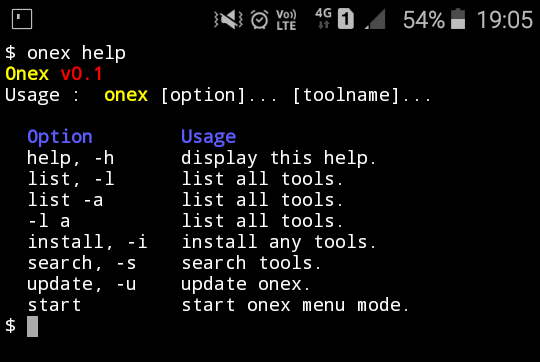 Vo)) LTE 4G 1 54% 19:05
$ onex help
Onex v0.1
Usage :  onex [option]... [toolname]...
Option Usage
help, -h display this help.
list, -l list all tools.
list -a list all tools.
-l a list all tools.
install, -i install any tools.
search, -s search tools.
update, -u update onex.
start start onex menu mode.
$